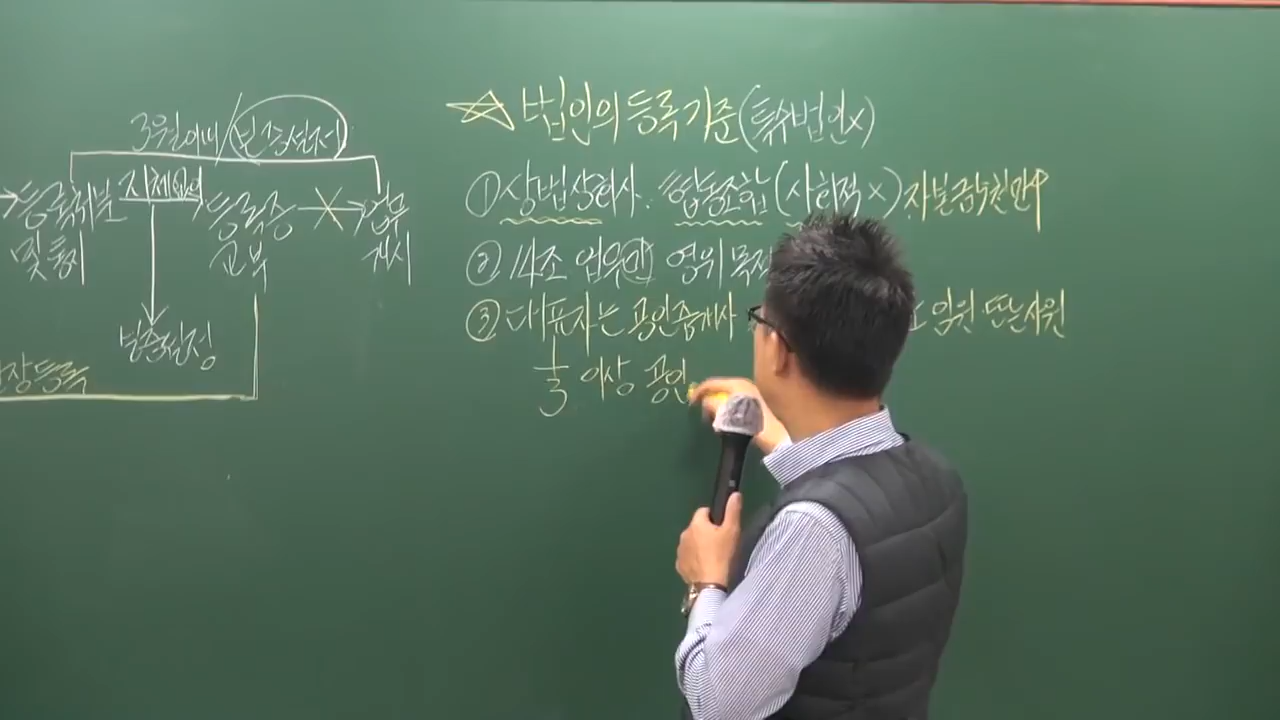 3월이내/보증설정
→등록처분 지체없이 등록증 → 업무
및 통지 교부 개시
보증설정
장등록
☆ 법인의 등록기준(특수법인x)
① 상법상회사. 협동조합(사회적x) 자본금 5천만↑
② 14조 업무만 영위 목적
③ 대표자는 공인중개사 임원 또는 사원
1/3 이상 공인